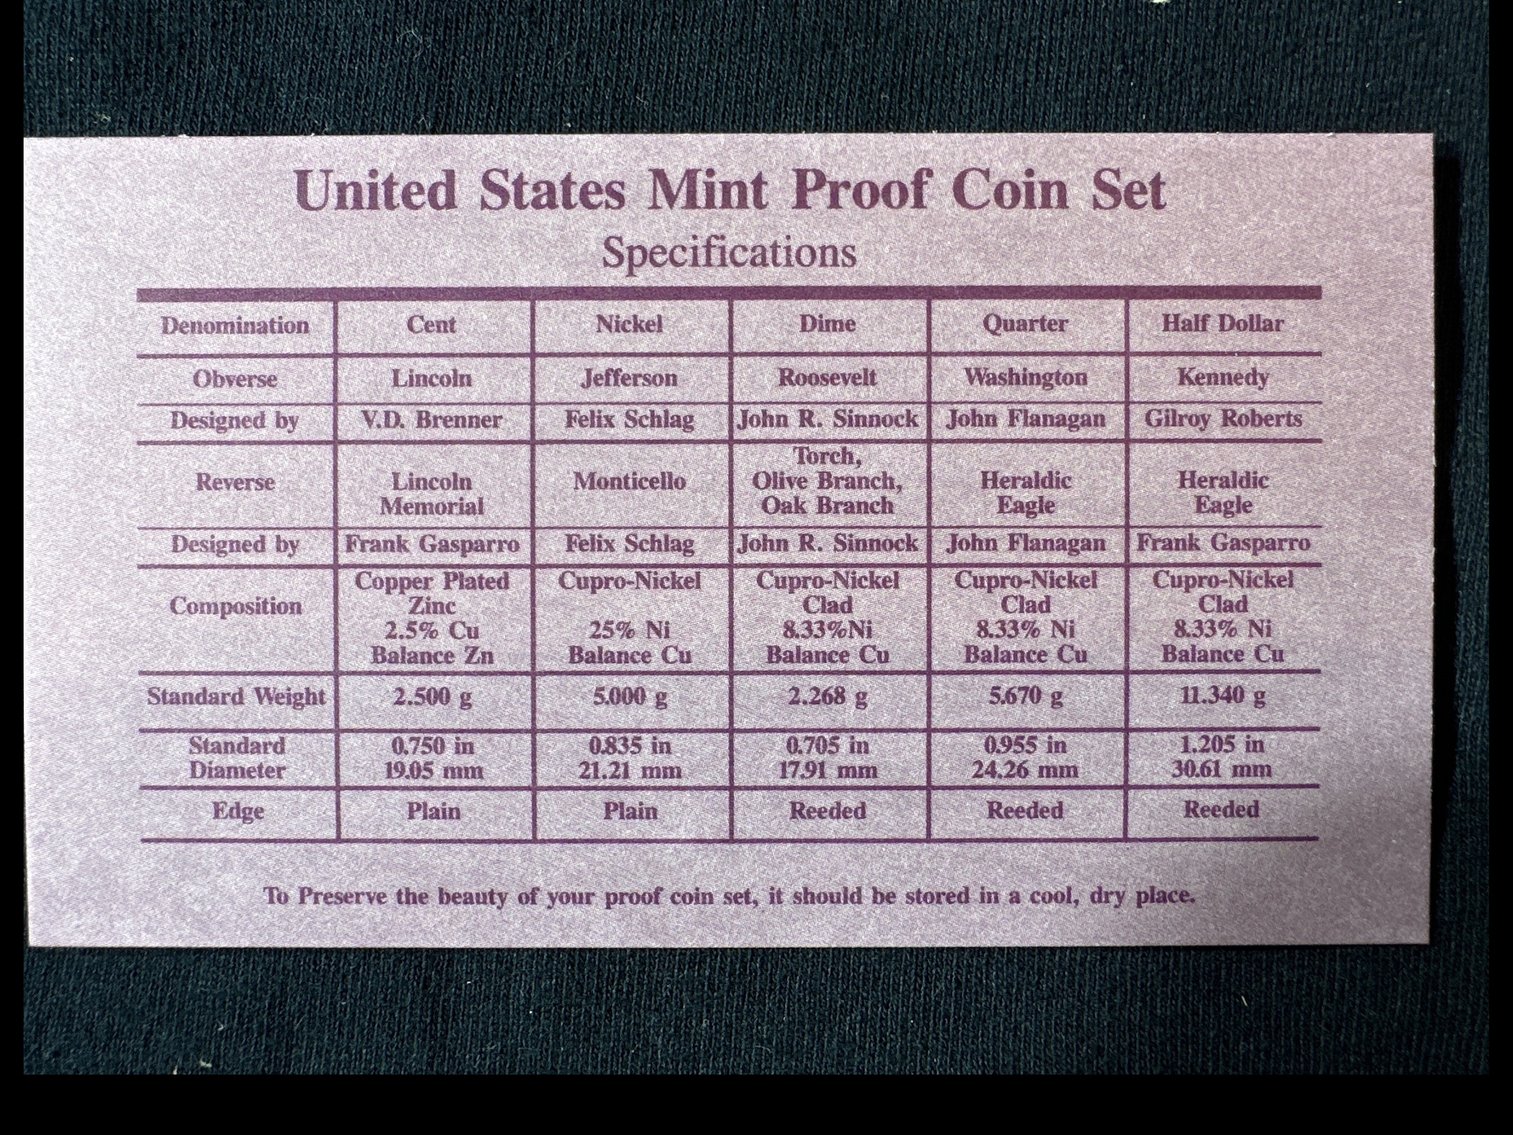 United States Mint Proof Coin Set
Specifications
Denomination Cent Nickel Dime Quarter Half Dollar
Obverse Lincoln Jefferson Roosevelt Washington Kennedy
Designed by V.D. Brenner Felix Schlag John R. Sinnock John Flanagan Gilroy Roberts
Torch,
Reverse Lincoln Monticello Olive Branch, Heraldic Heraldic
Memorial Oak Branch Eagle Eagle
Designed by Frank Gasparro Felix Schlag John R. Sinnock John Flanagan Frank Gasparro
Copper Plated Cupro-Nickel Cupro-Nickel Cupro-Nickel Cupro-Nickel
Composition Zinc Clad Clad Clad
2.5% Cu 25% Ni 8.33%Ni 8.33% Ni 8.33% Ni
Balance Zn Balance Cu Balance Cu Balance Cu Balance Cu
Standard Weight 2.500 g 5.000 g 2.268 g 5.670 g 11.340 g
Standard 0.750 in 0.835 in 0.705 in 0.955 in 1.205 in
Diameter 19.05 mm 21.21 mm 17.91 mm 24.26 mm 30.61 mm
Edge Plain Plain Reeded Reeded Reeded
To Preserve the beauty of your proof coin set, it should be stored in a cool, dry place.